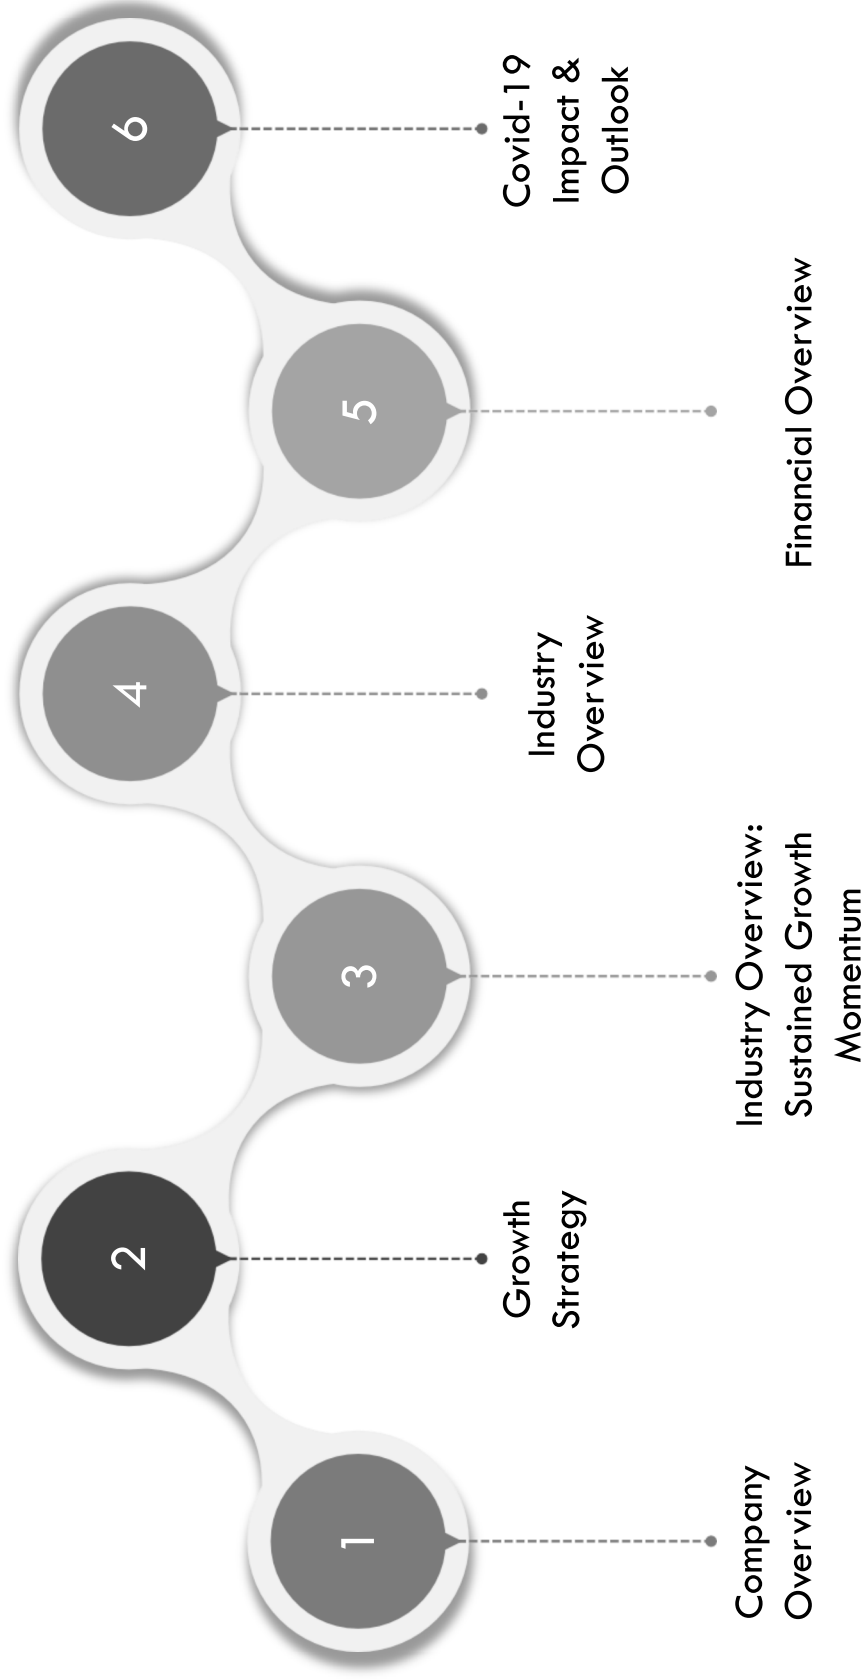 1
Company
Overview
2
Growth
Strategy
3
Industry Overview:
Sustained Growth
Momentum
4
Industry
Overview
5
Financial Overview
6
Covid-19
Impact &
Outlook